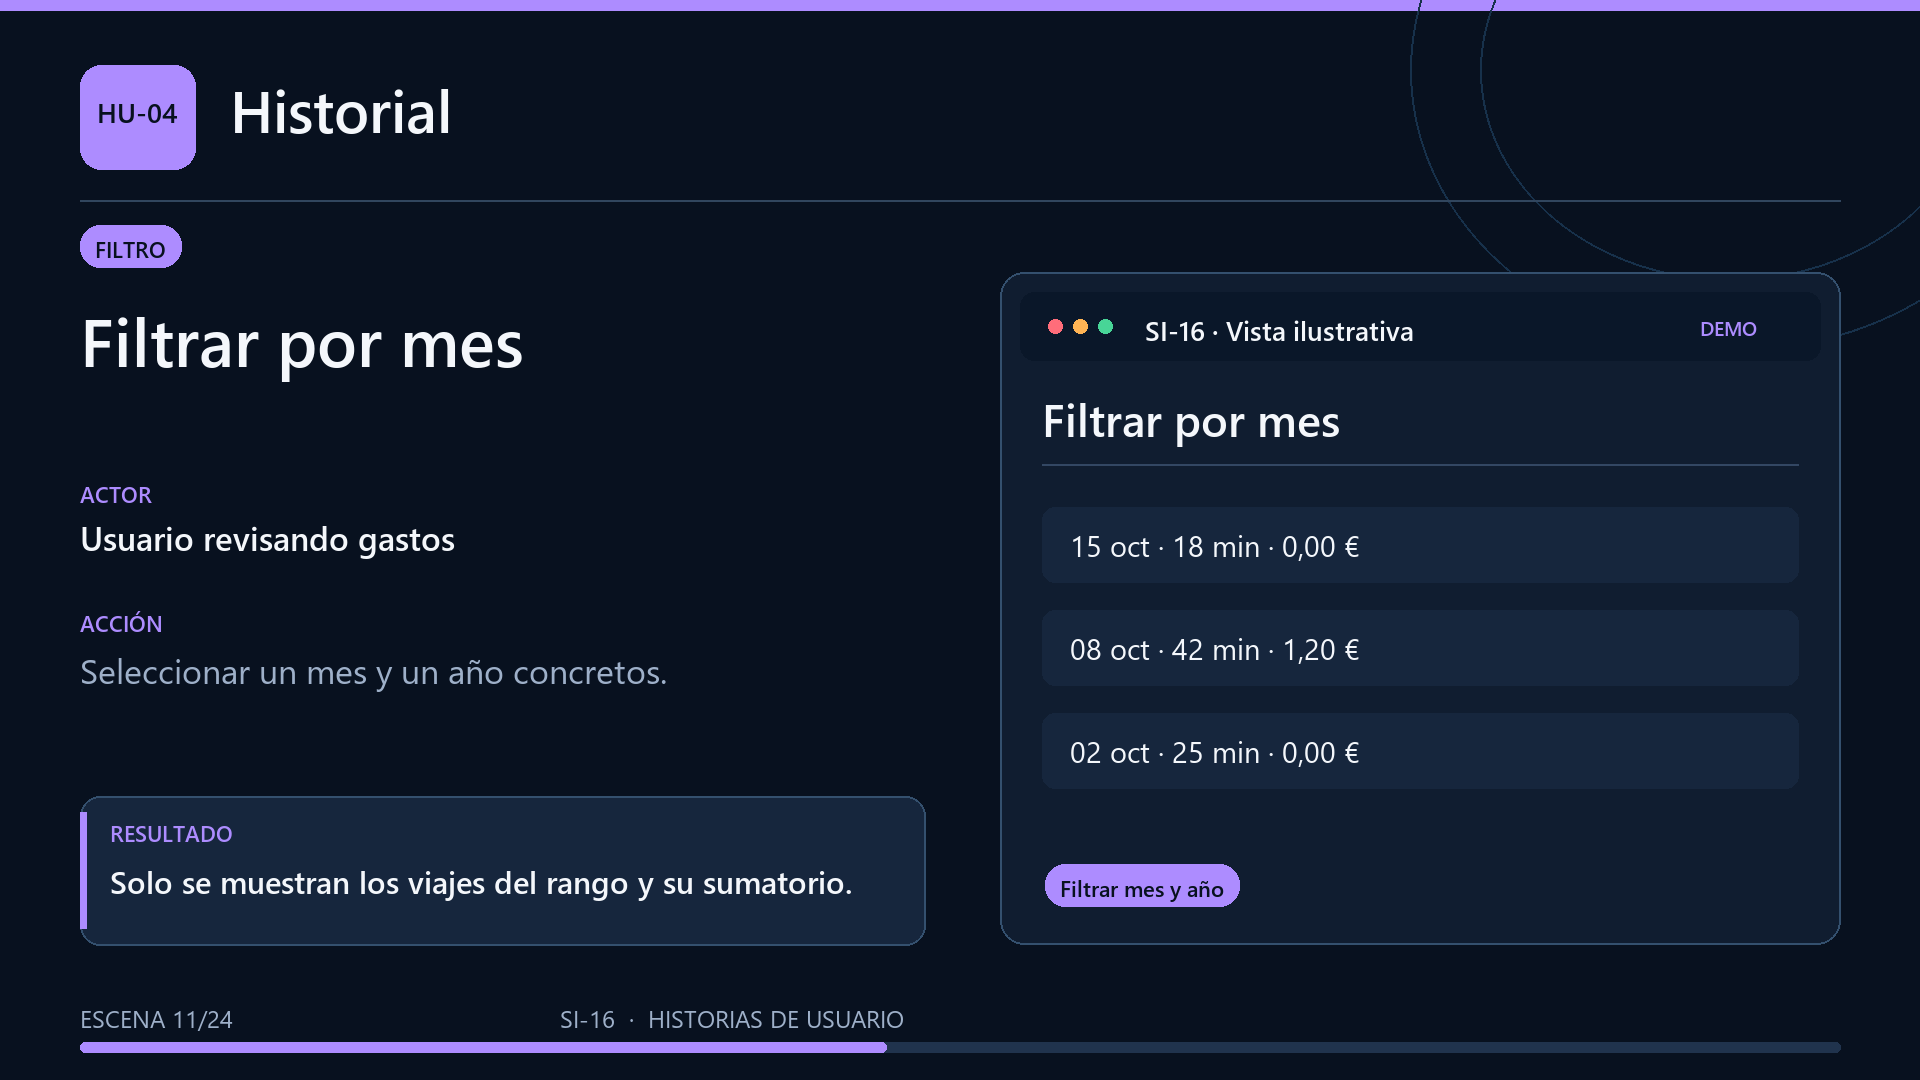 HU-04
Historial
FILTRO
Filtrar por mes
ACTOR
Usuario revisando gastos
ACCIÓN
Seleccionar un mes y un año concretos.
RESULTADO
Solo se muestran los viajes del rango y su sumatorio.
SI-16 · Vista ilustrativa
DEMO
Filtrar por mes
15 oct · 18 min · 0,00 €
08 oct · 42 min · 1,20 €
02 oct · 25 min · 0,00 €
Filtrar mes y año
ESCENA 11/24
SI-16 · HISTORIAS DE USUARIO